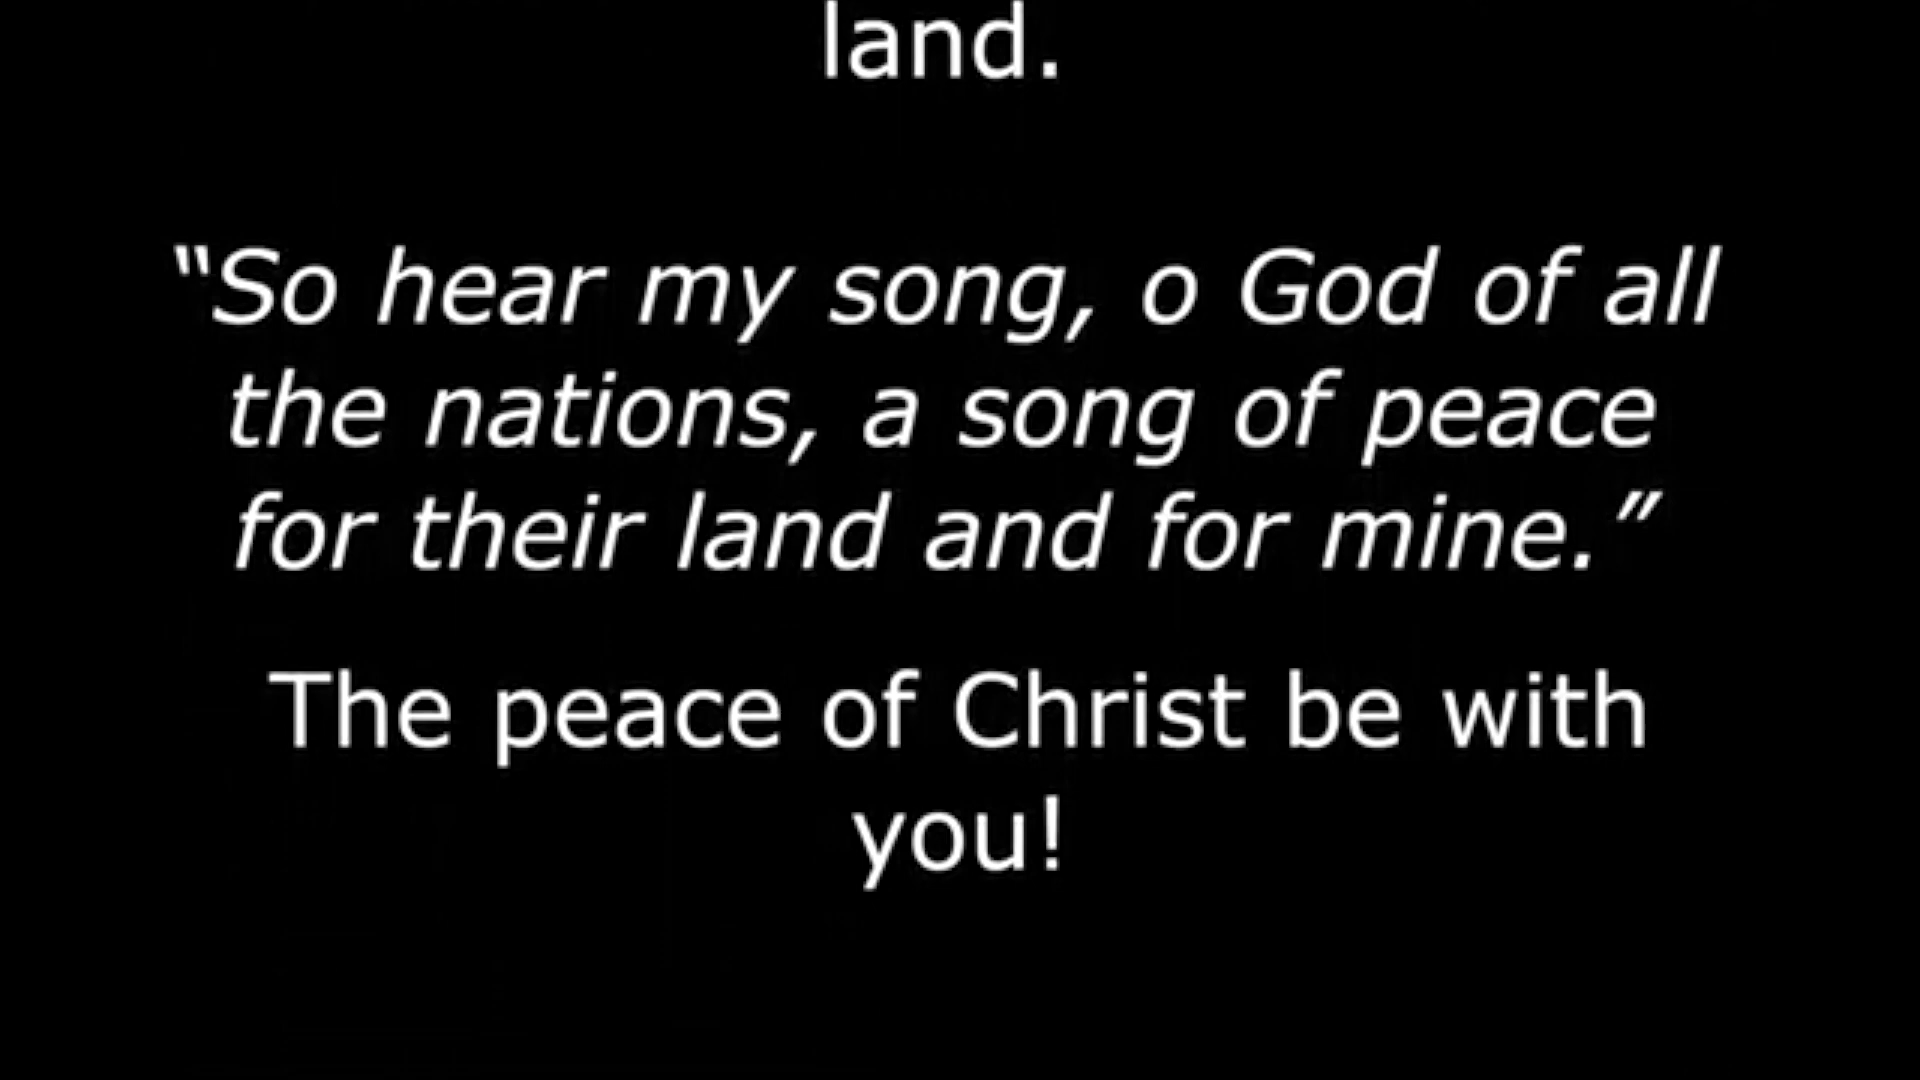 land.
“So hear my song, o God of all
the nations, a song of peace
for their land and for mine.”
The peace of Christ be with
you!